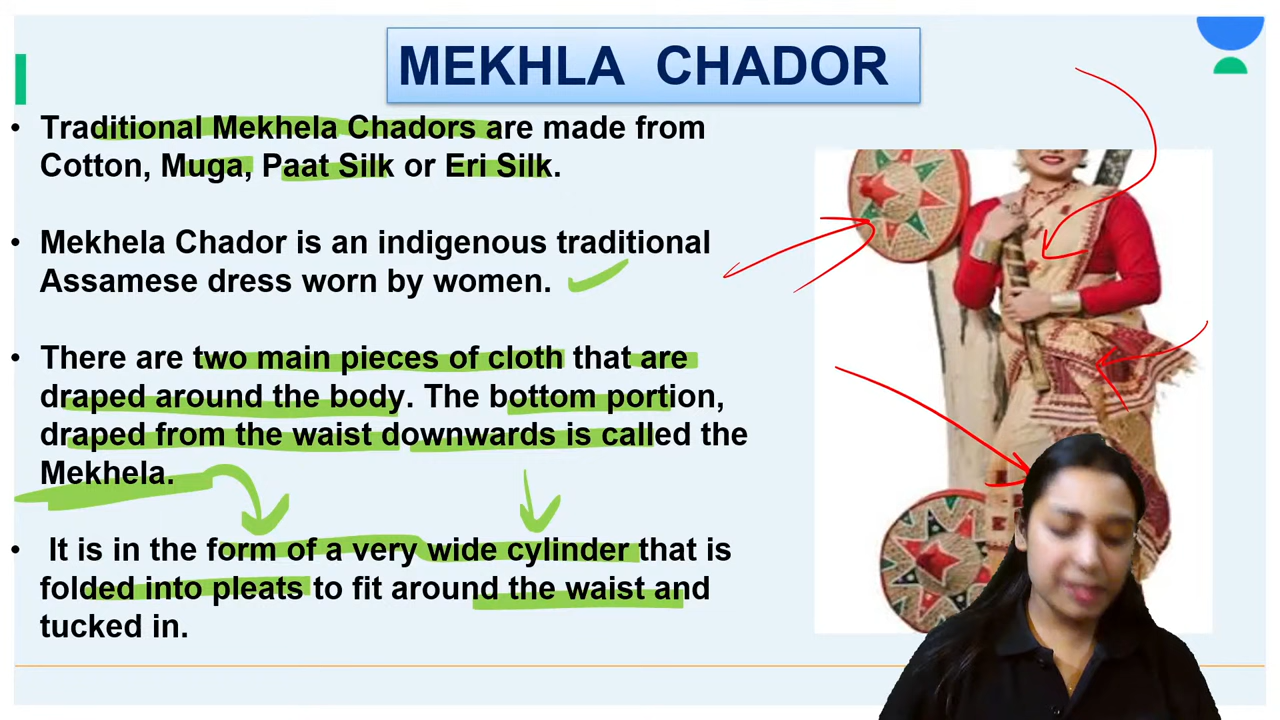 MEKHLA CHADOR
• Traditional Mekhela Chadors are made from
Cotton, Muga, Paat Silk or Eri Silk.
• Mekhela Chador is an indigenous traditional
Assamese dress worn by women.
• There are two main pieces of cloth that are
draped around the body. The bottom portion,
draped from the waist downwards is called the
Mekhela.
• It is in the form of a very wide cylinder that is
folded into pleats to fit around the waist and
tucked in.